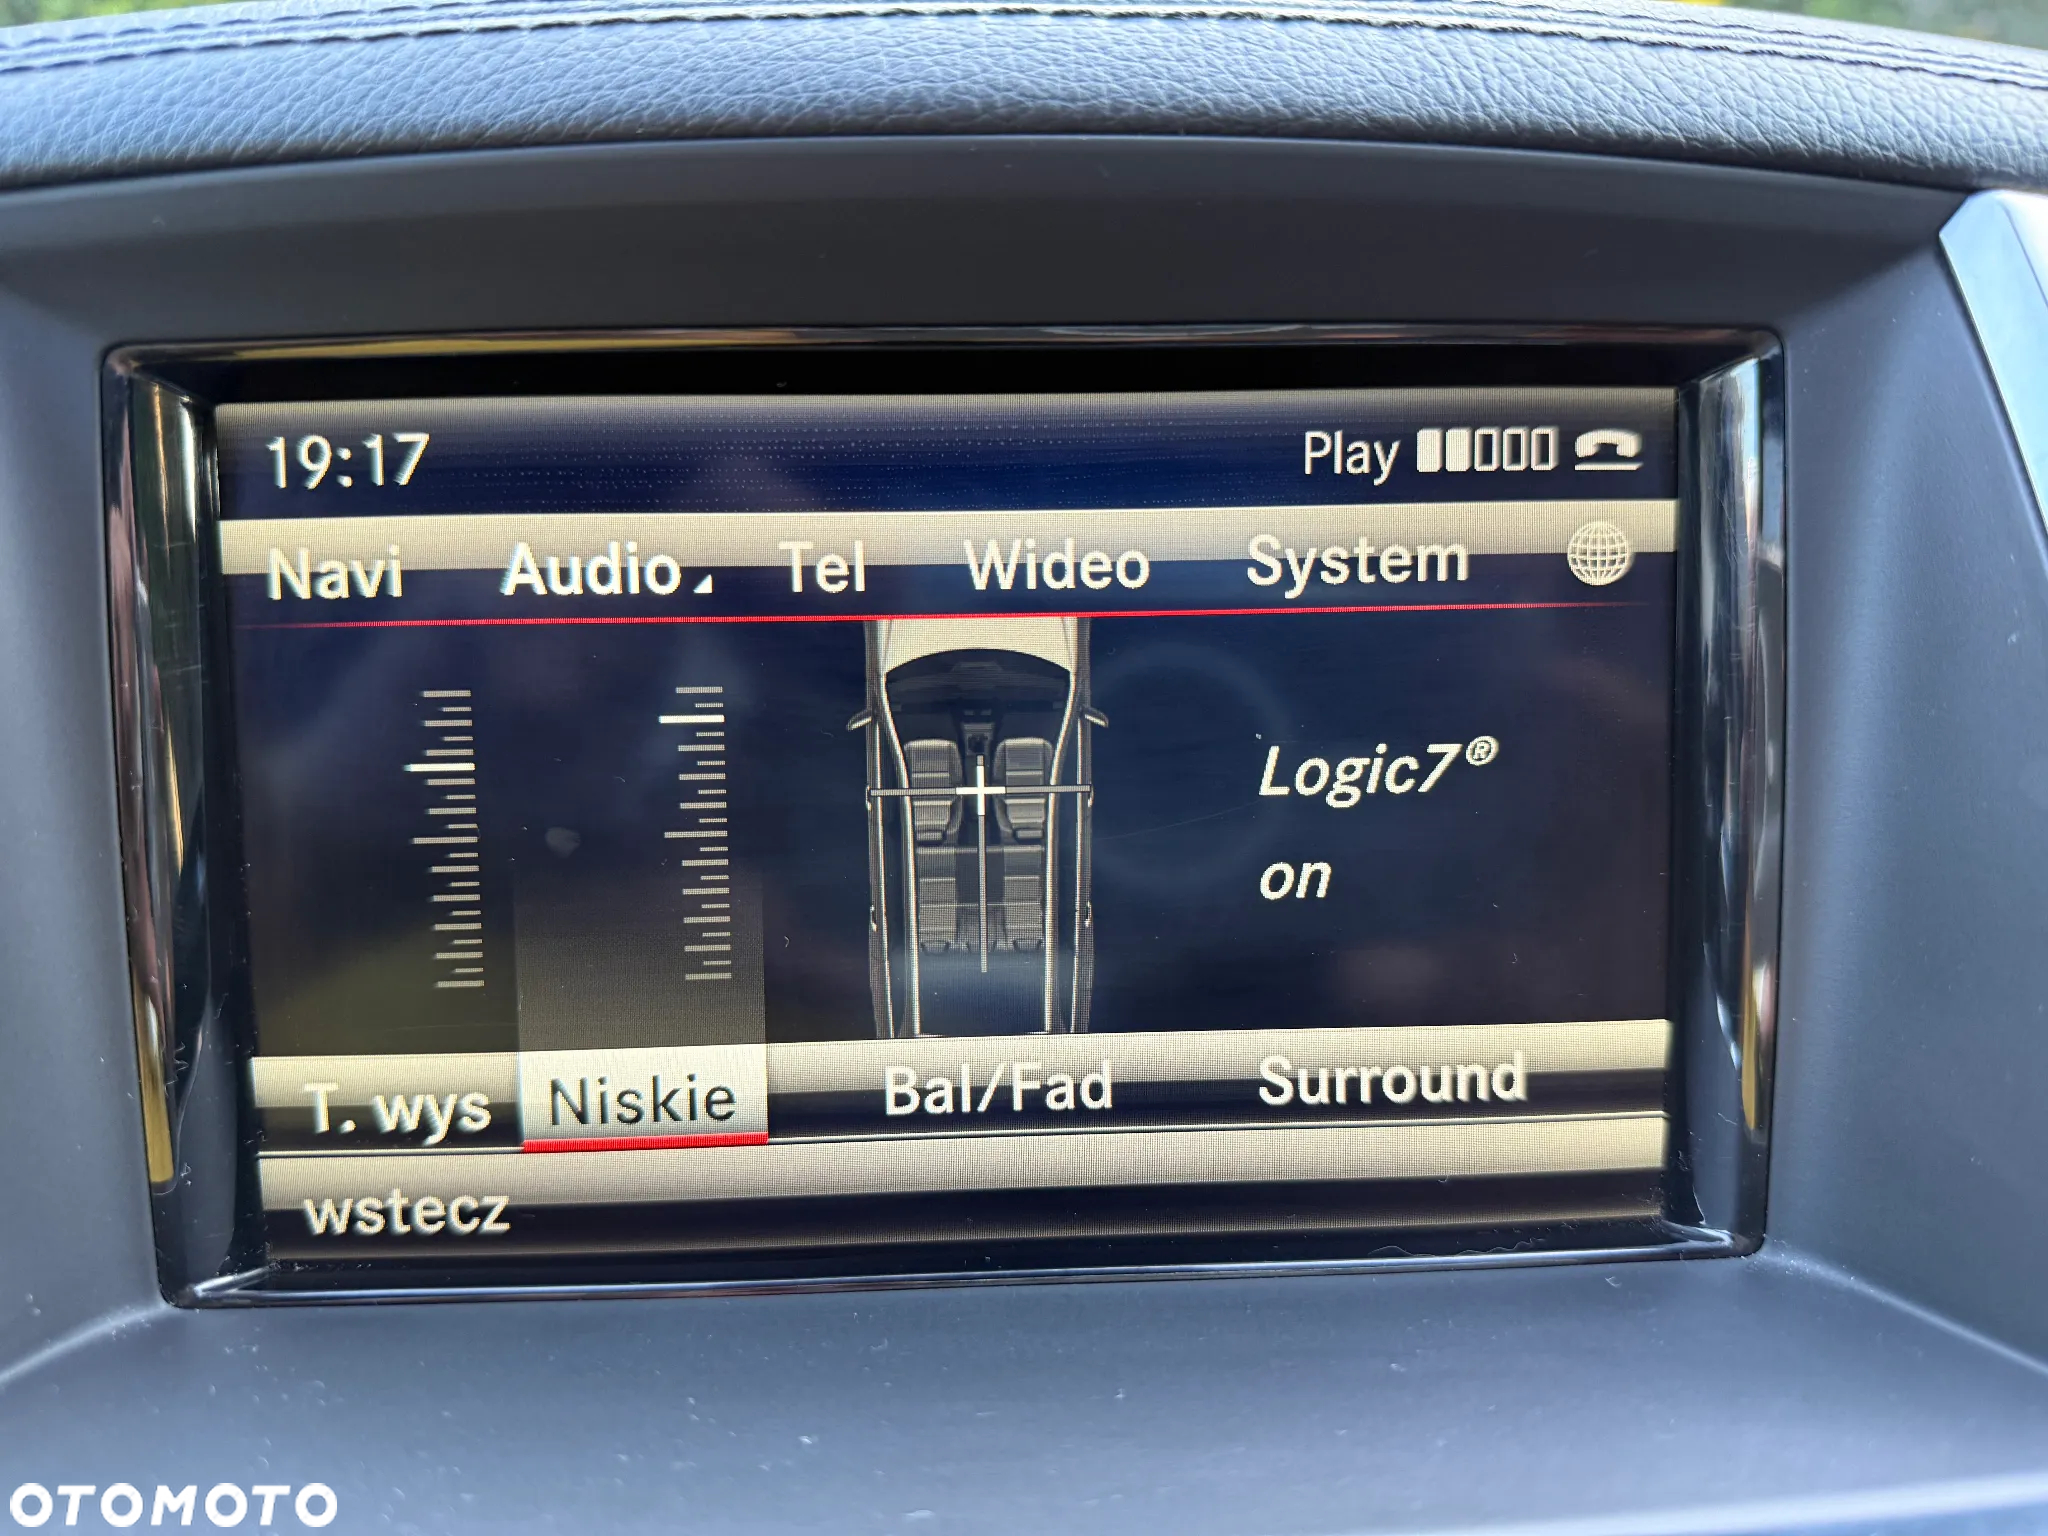 19:17 Play
Navi Audio Tel Wideo System
Logic7®
on
T. wys Niskie Bal/Fad Surround
wstecz
OTOMOTO